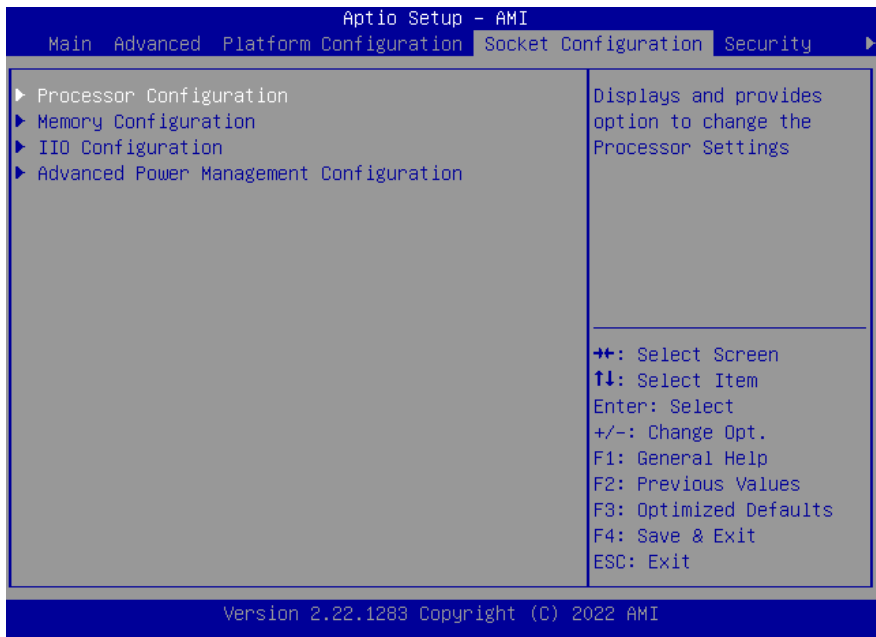 Aptio Setup – AMI
Main Advanced Platform Configuration Socket Configuration Security ▶
▶ Processor Configuration
▶ Memory Configuration
▶ IIO Configuration
▶ Advanced Power Management Configuration
Displays and provides
option to change the
Processor Settings
→←: Select Screen
↑↓: Select Item
Enter: Select
+/-: Change Opt.
F1: General Help
F2: Previous Values
F3: Optimized Defaults
F4: Save & Exit
ESC: Exit
Version 2.22.1283 Copyright (C) 2022 AMI